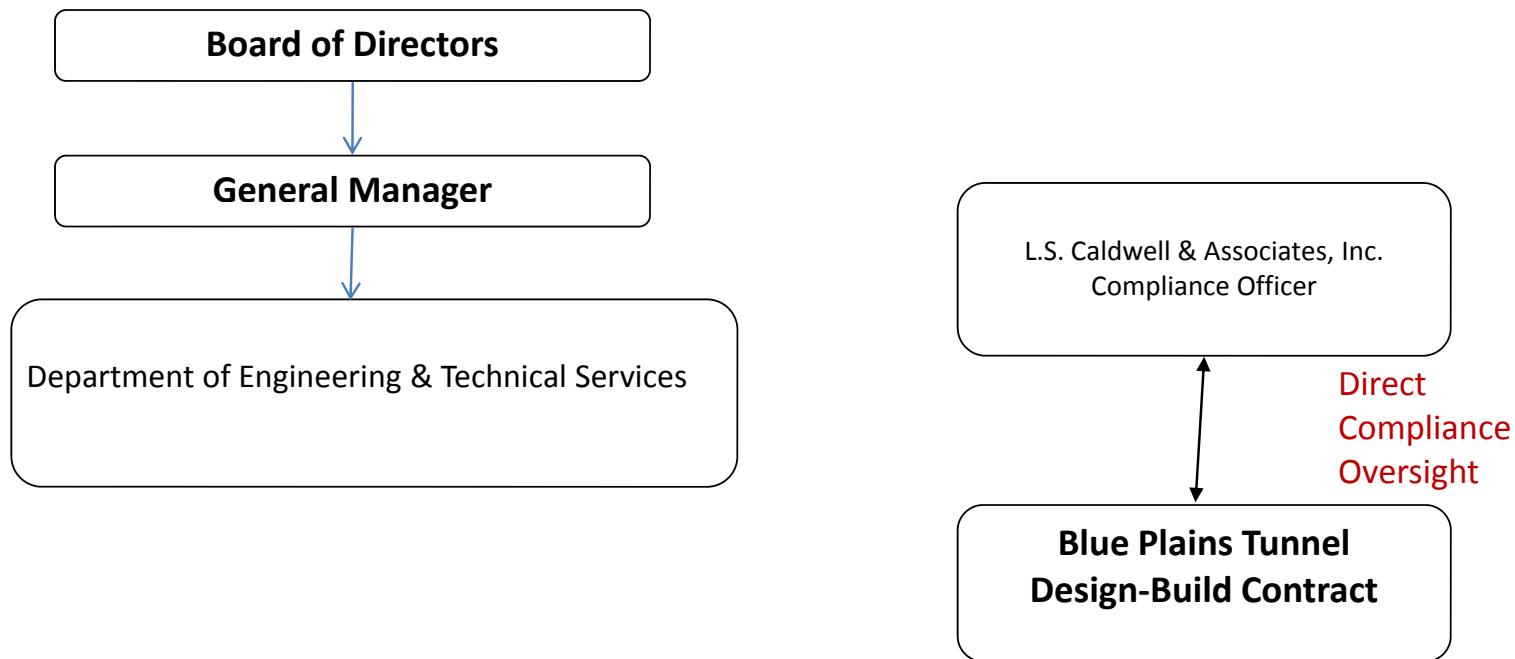 Board of Directors
General Manager
Department of Engineering & Technical Services
L.S. Caldwell & Associates, Inc.
Compliance Officer
Direct
Compliance
Oversight
Blue Plains Tunnel
Design-Build Contract